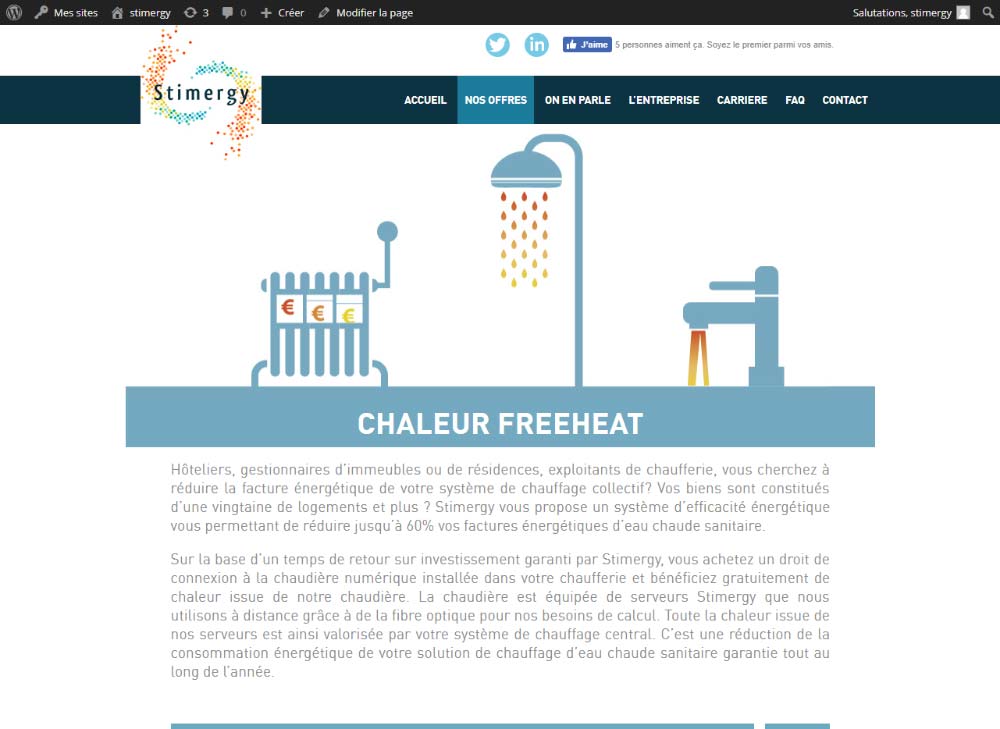 Mes sites stimergy 3 0 Créer Modifier la page Salutations, stimergy
J'aime 5 personnes aiment ça. Soyez le premier parmi vos amis.
Stimergy
ACCUEIL NOS OFFRES ON EN PARLE L'ENTREPRISE CARRIERE FAQ CONTACT
€ € €
CHALEUR FREEHEAT
Hôteliers, gestionnaires d'immeubles ou de résidences, exploitants de chaufferie, vous cherchez à
réduire la facture énergétique de votre système de chauffage collectif? Vos biens sont constitués
d'une vingtaine de logements et plus ? Stimergy vous propose un système d'efficacité énergétique
vous permettant de réduire jusqu'à 60% vos factures énergétiques d'eau chaude sanitaire.
Sur la base d'un temps de retour sur investissement garanti par Stimergy, vous achetez un droit de
connexion à la chaudière numérique installée dans votre chaufferie et bénéficiez gratuitement de
chaleur issue de notre chaudière. La chaudière est équipée de serveurs Stimergy que nous
utilisons à distance grâce à de la fibre optique pour nos besoins de calcul. Toute la chaleur issue de
nos serveurs est ainsi valorisée par votre système de chauffage central. C'est une réduction de la
consommation énergétique de votre solution de chauffage d'eau chaude sanitaire garantie tout au
long de l'année.